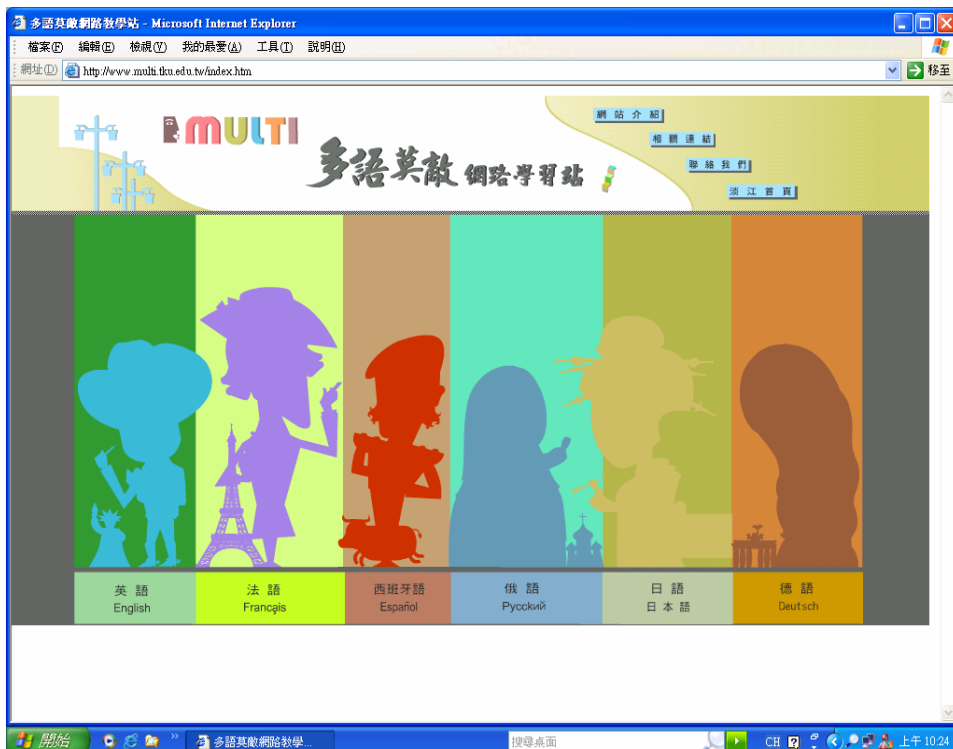 多語莫敵網路教學站 - Microsoft Internet Explorer
檔案(F) 編輯(E) 檢視(V) 我的最愛(A) 工具(T) 說明(H)
網址(D) http://www.multi.tku.edu.tw/index.htm 移至
MULTI
多語莫敵 網路學習站
網站介紹
相關連結
聯絡我們
淡江首頁
英語 法語 西班牙語 俄語 日語 德語
English Français Español Русский 日本語 Deutsch
開始 多語莫敵網路教學... 搜尋桌面 CH 上午 10:24